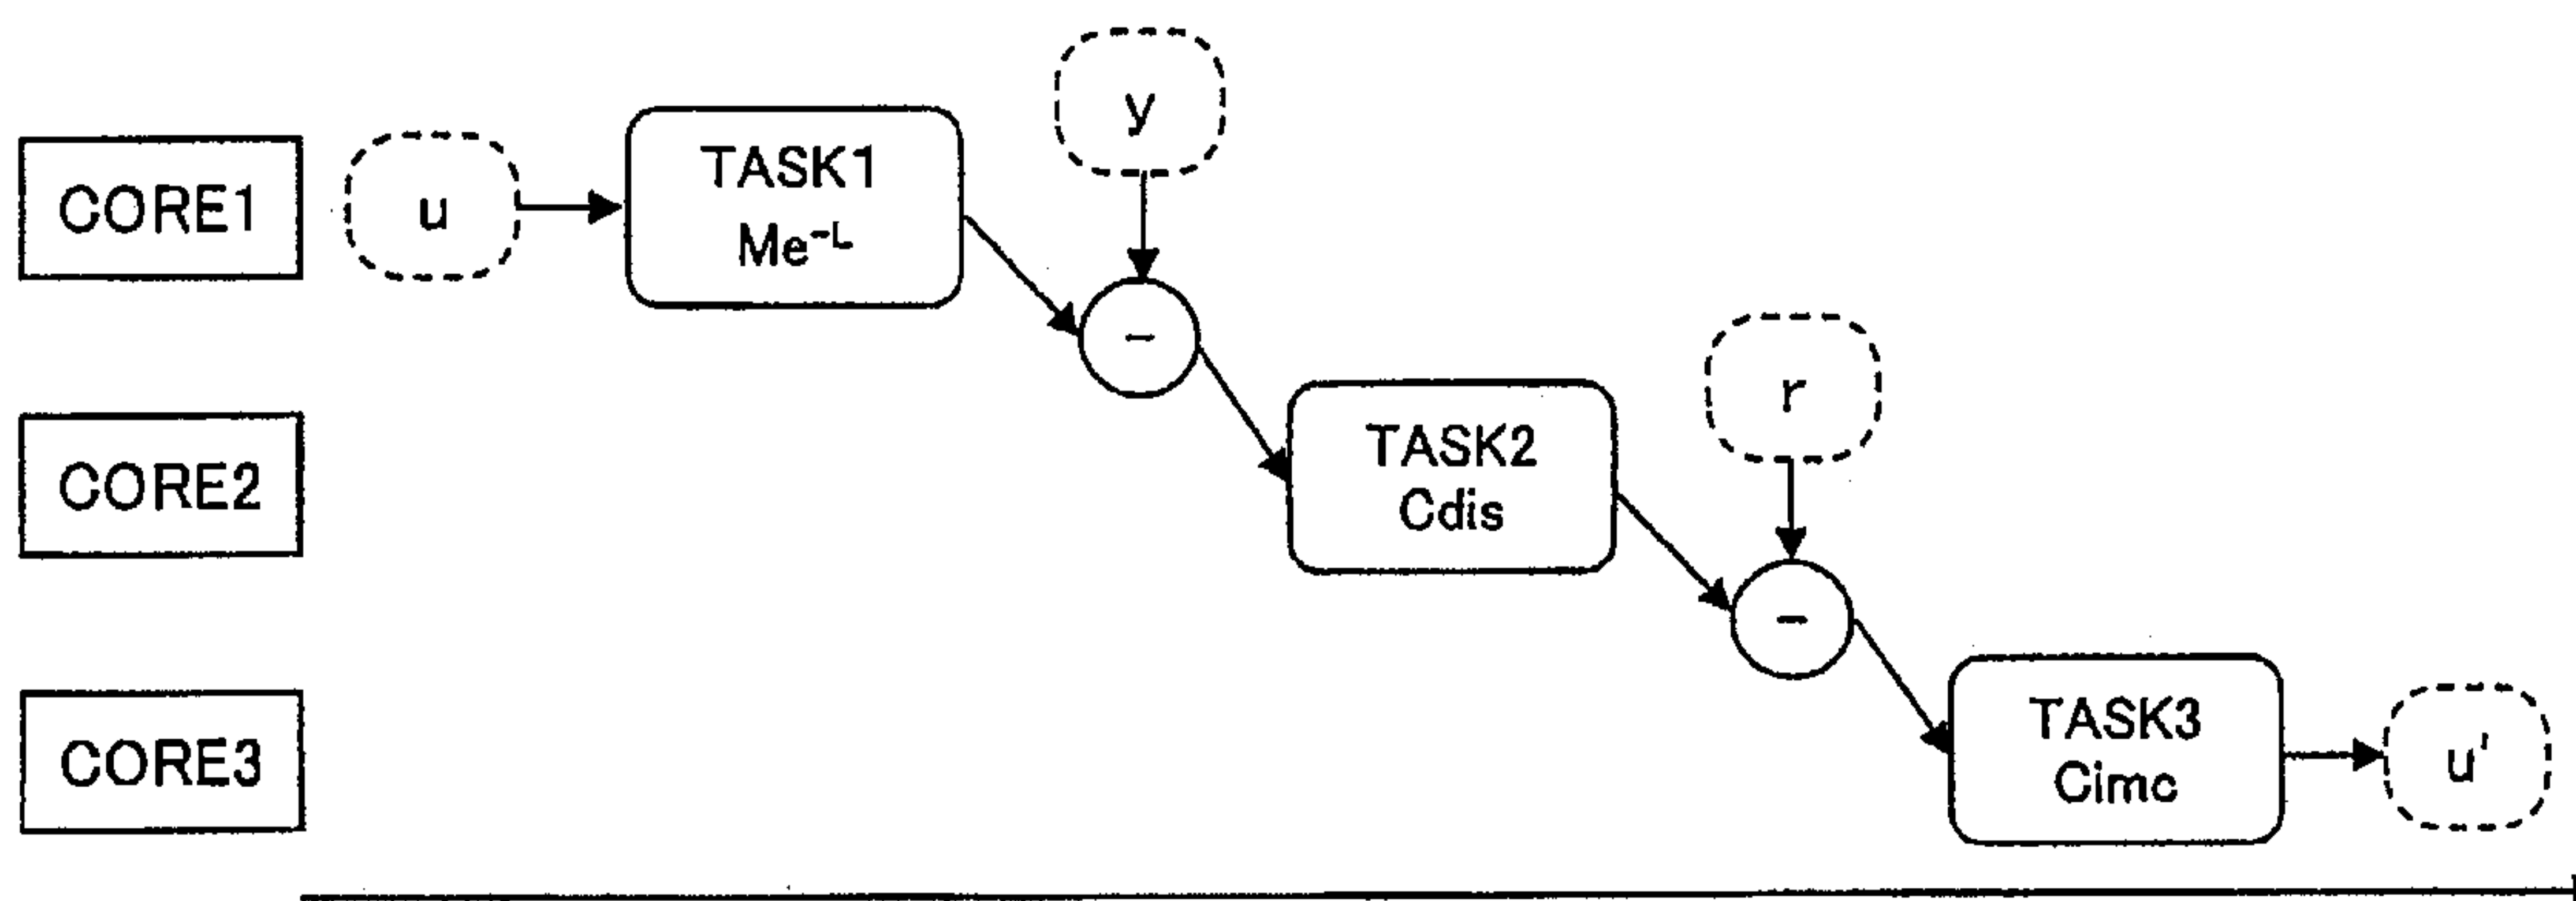 CORE1
u
TASK1
Me⁻ᴸ
y
−
CORE2
TASK2
Cdis
r
−
CORE3
TASK3
Cimc
u'